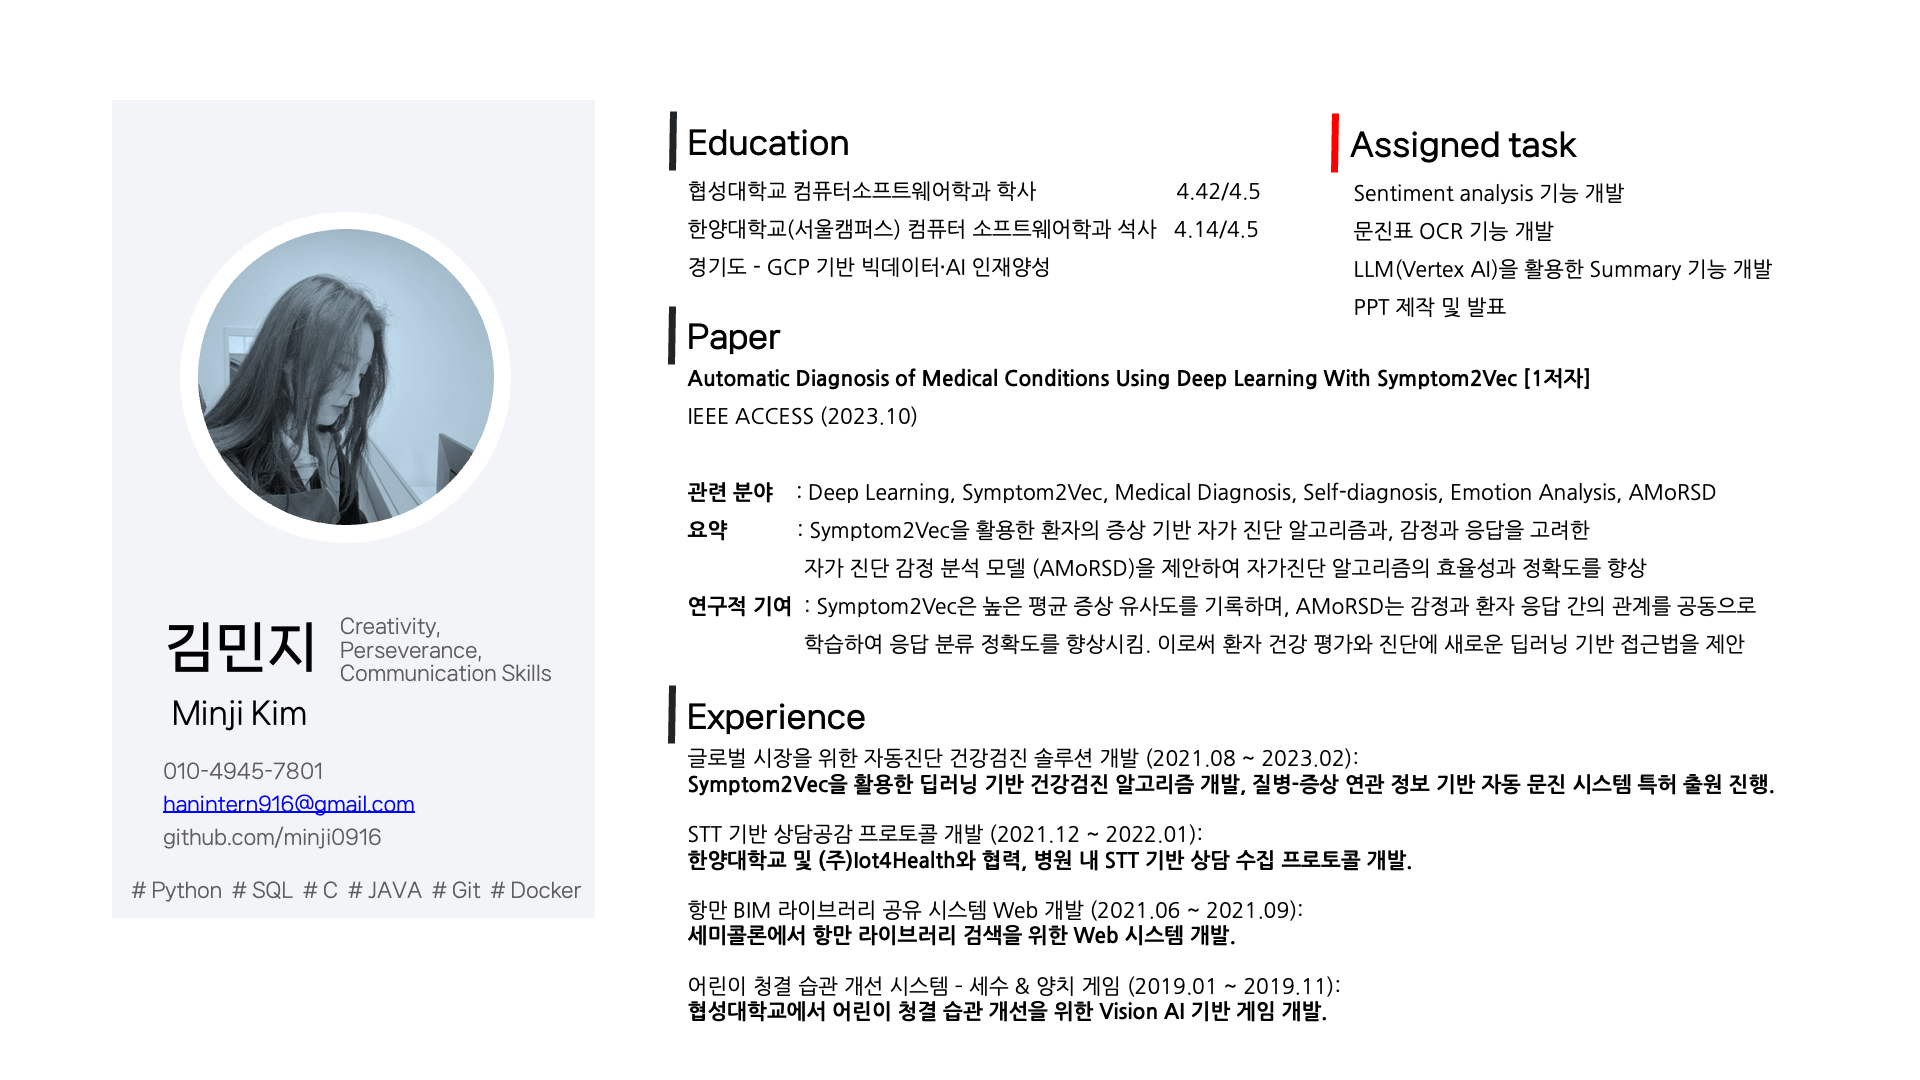 김민지
Creativity,
Perseverance,
Communication Skills
Minji Kim
010-4945-7801
hanintern916@gmail.com
github.com/minji0916
# Python # SQL # C # JAVA # Git # Docker
Education
협성대학교 컴퓨터소프트웨어학과 학사 4.42/4.5
한양대학교(서울캠퍼스) 컴퓨터 소프트웨어학과 석사 4.14/4.5
경기도 - GCP 기반 빅데이터·AI 인재양성
Assigned task
Sentiment analysis 기능 개발
문진표 OCR 기능 개발
LLM(Vertex AI)을 활용한 Summary 기능 개발
PPT 제작 및 발표
Paper
Automatic Diagnosis of Medical Conditions Using Deep Learning With Symptom2Vec [1저자]
IEEE ACCESS (2023.10)
관련 분야 : Deep Learning, Symptom2Vec, Medical Diagnosis, Self-diagnosis, Emotion Analysis, AMoRSD
요약 : Symptom2Vec을 활용한 환자의 증상 기반 자가 진단 알고리즘과, 감정과 응답을 고려한
자가 진단 감정 분석 모델 (AMoRSD)을 제안하여 자가진단 알고리즘의 효율성과 정확도를 향상
연구적 기여 : Symptom2Vec은 높은 평균 증상 유사도를 기록하며, AMoRSD는 감정과 환자 응답 간의 관계를 공동으로
학습하여 응답 분류 정확도를 향상시킴. 이로써 환자 건강 평가와 진단에 새로운 딥러닝 기반 접근법을 제안
Experience
글로벌 시장을 위한 자동진단 건강검진 솔루션 개발 (2021.08 ~ 2023.02):
Symptom2Vec을 활용한 딥러닝 기반 건강검진 알고리즘 개발, 질병-증상 연관 정보 기반 자동 문진 시스템 특허 출원 진행.
STT 기반 상담공감 프로토콜 개발 (2021.12 ~ 2022.01):
한양대학교 및 (주)Iot4Health와 협력, 병원 내 STT 기반 상담 수집 프로토콜 개발.
항만 BIM 라이브러리 공유 시스템 Web 개발 (2021.06 ~ 2021.09):
세미콜론에서 항만 라이브러리 검색을 위한 Web 시스템 개발.
어린이 청결 습관 개선 시스템 - 세수 & 양치 게임 (2019.01 ~ 2019.11):
협성대학교에서 어린이 청결 습관 개선을 위한 Vision AI 기반 게임 개발.